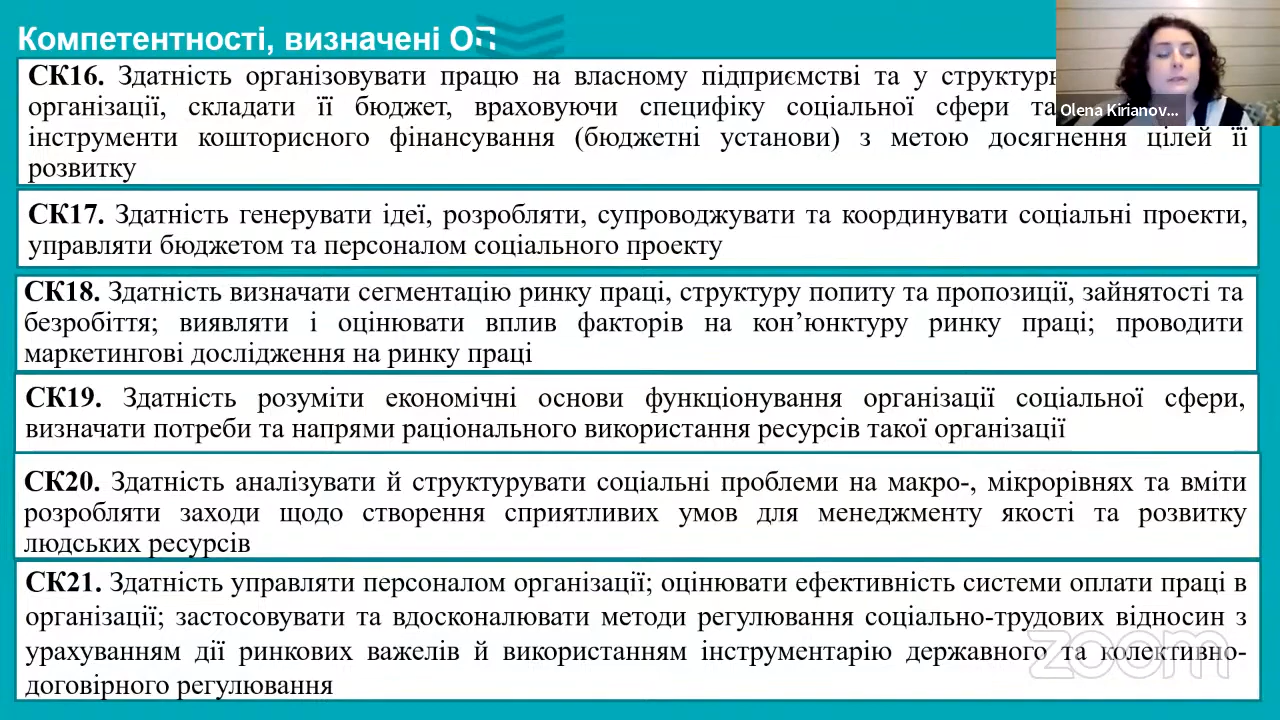 Компетентності, визначені ОП
СК16. Здатність організовувати працю на власному підприємстві та у
організації, складати її бюджет, враховуючи специфіку соціальної сфери та
інструменти кошторисного фінансування (бюджетні установи) з метою досягнення цілей її
розвитку
Olena Kirianov...
СК17. Здатність генерувати ідеї, розробляти, супроводжувати та координувати соціальні проекти,
управляти бюджетом та персоналом соціального проекту
СК18. Здатність визначати сегментацію ринку праці, структуру попиту та пропозиції, зайнятості та
безробіття; виявляти і оцінювати вплив факторів на кон’юнктуру ринку праці; проводити
маркетингові дослідження на ринку праці
СК19. Здатність розуміти економічні основи функціонування організації соціальної сфери,
визначати потреби та напрями раціонального використання ресурсів такої організації
СК20. Здатність аналізувати й структурувати соціальні проблеми на макро-, мікрорівнях та вміти
розробляти заходи щодо створення сприятливих умов для менеджменту якості та розвитку
людських ресурсів
СК21. Здатність управляти персоналом організації; оцінювати ефективність системи оплати праці в
організації; застосовувати та вдосконалювати методи регулювання соціально-трудових відносин з
урахуванням дії ринкових важелів й використанням інструментарію державного та колективно-
договірного регулювання
zoom